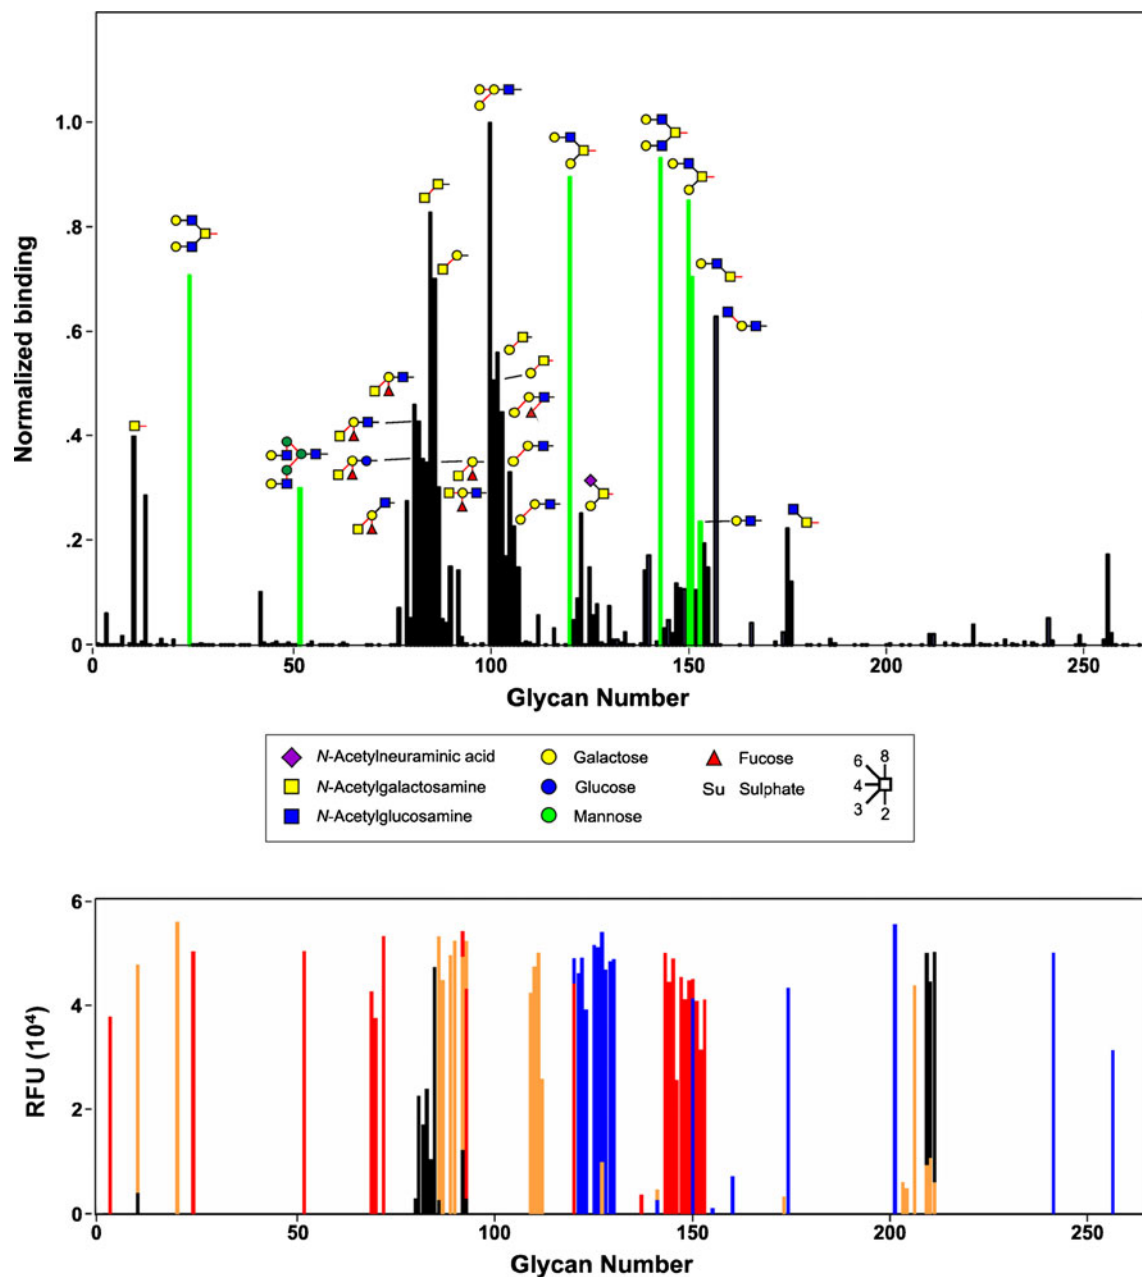 1.0
.8
.6
.4
.2
0
Normalized binding
0 50 100 150 200 250
Glycan Number
N-Acetylneuraminic acid Galactose Fucose
N-Acetylgalactosamine Glucose Su Sulphate
N-Acetylglucosamine Mannose
6 8
4
3 2
6
4
2
0
RFU (10⁴)
0 50 100 150 200 250
Glycan Number